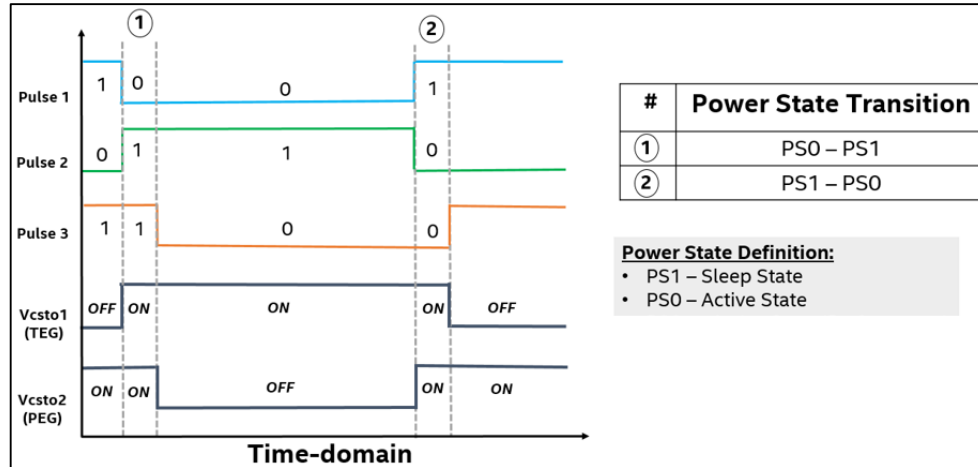 ① ②
Pulse 1 1 0 0 1
Pulse 2 0 1 1 0
Pulse 3 1 1 0 0
Vcsto1 (TEG) OFF ON ON ON OFF
Vcsto2 (PEG) ON ON OFF ON ON
Time-domain
# Power State Transition
① PS0 – PS1
② PS1 – PS0
Power State Definition:
• PS1 – Sleep State
• PS0 – Active State